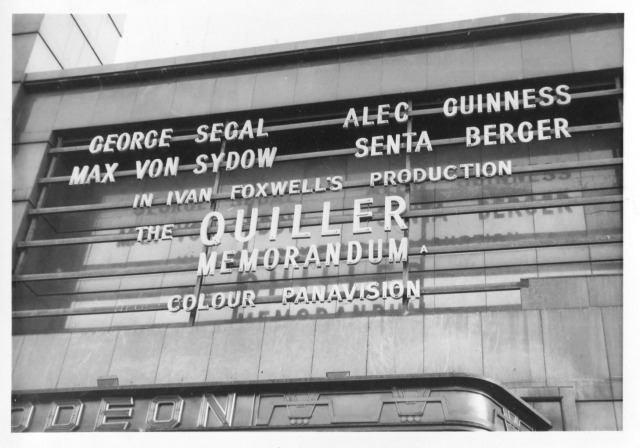 GEORGE SEGAL ALEC GUINNESS
MAX VON SYDOW SENTA BERGER
IN IVAN FOXWELL'S PRODUCTION
THE QUILLER
MEMORANDUM A
COLOUR PANAVISION
ODEON